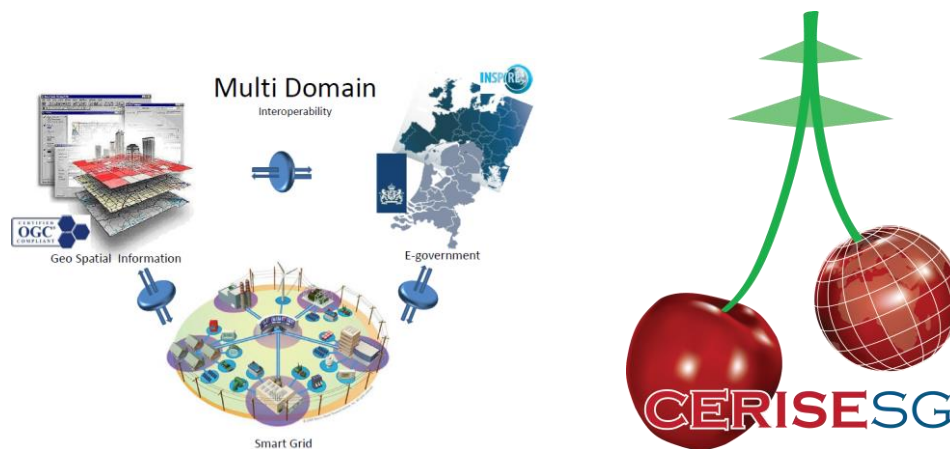 Multi Domain
Interoperability
INSPIRE
CERTIFIED
OGC
COMPLIANT
Geo Spatial Information
E-government
Smart Grid
CERISESG